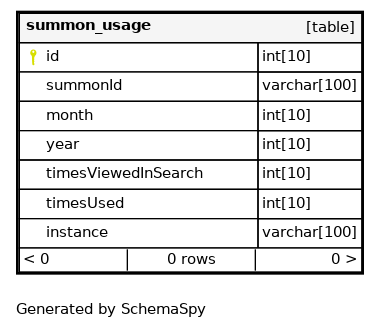 summon_usage [table]
id int[10]
summonId varchar[100]
month int[10]
year int[10]
timesViewedInSearch int[10]
timesUsed int[10]
instance varchar[100]
< 0 0 rows 0 >
Generated by SchemaSpy